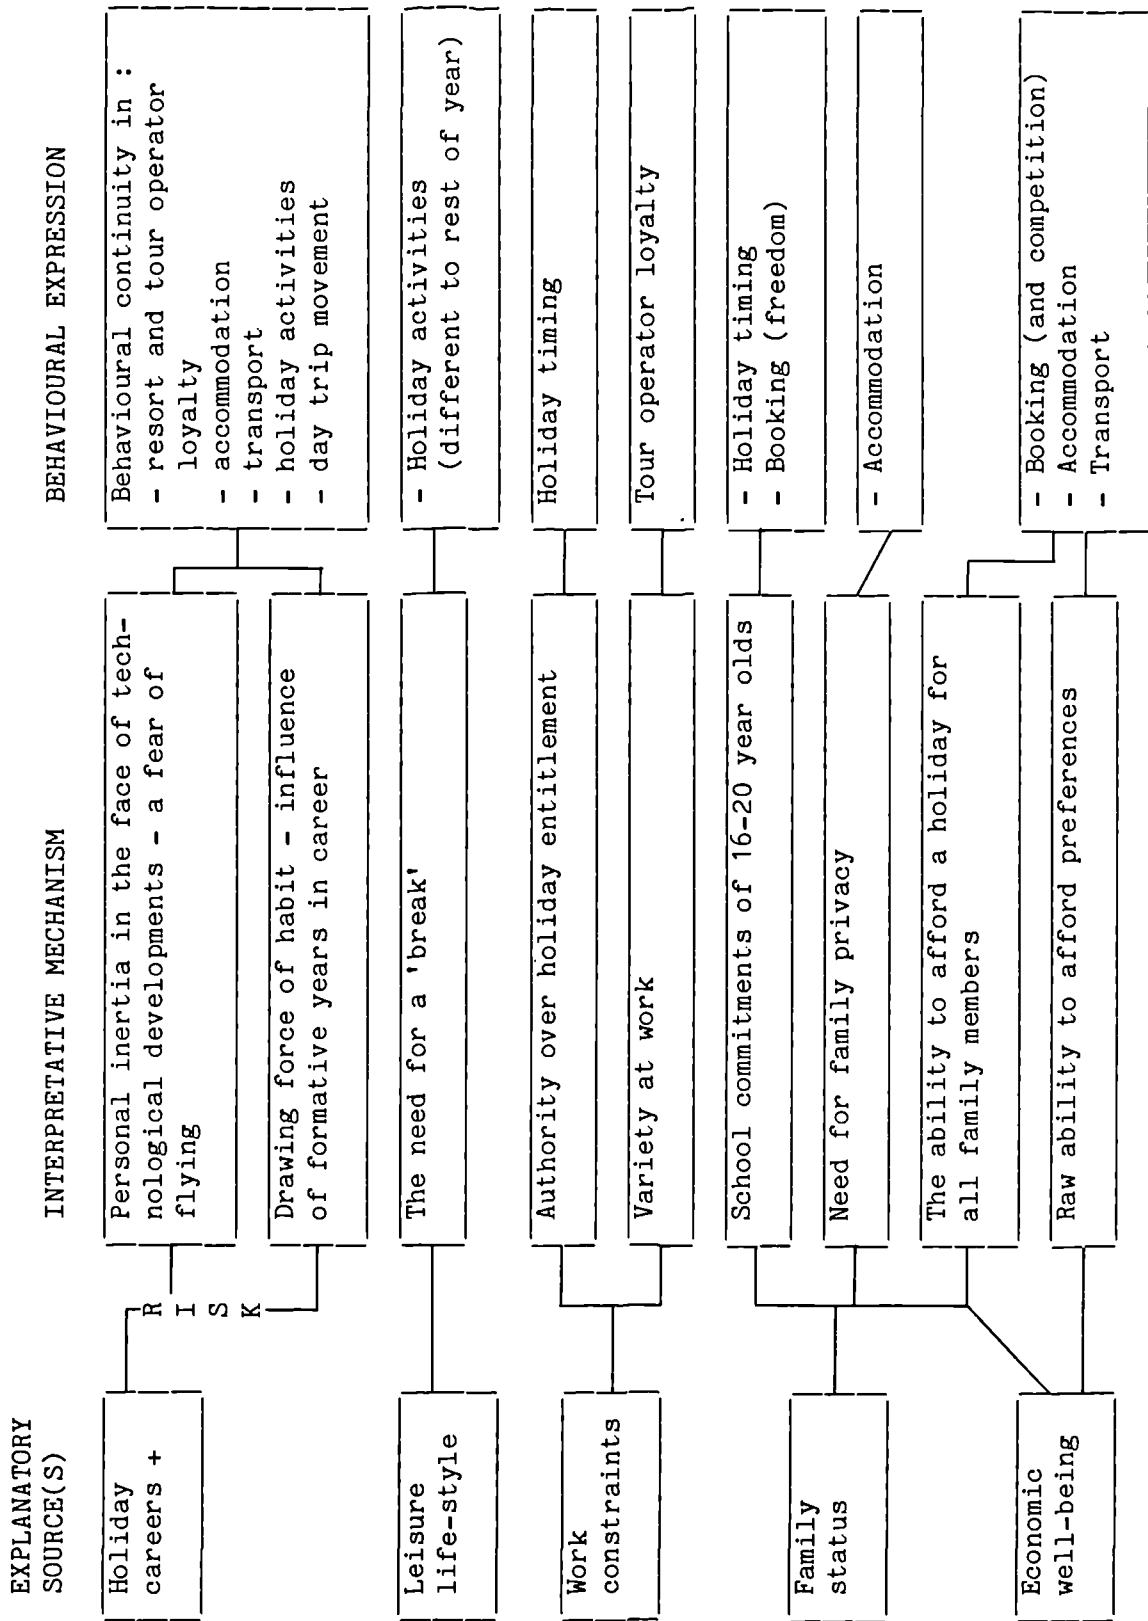 EXPLANATORY
SOURCE(S)
INTERPRETATIVE MECHANISM
BEHAVIOURAL EXPRESSION
Holiday
careers +
R
I
S
K
Personal inertia in the face of tech-
nological developments - a fear of
flying
Drawing force of habit - influence
of formative years in career
Behavioural continuity in :
- resort and tour operator
loyalty
- accommodation
- transport
- holiday activities
- day trip movement
Leisure
life-style
The need for a 'break'
- Holiday activities
(different to rest of year)
Work
constraints
Authority over holiday entitlement
Holiday timing
Variety at work
Tour operator loyalty
Family
status
School commitments of 16-20 year olds
- Holiday timing
- Booking (freedom)
Need for family privacy
- Accommodation
The ability to afford a holiday for
all family members
Economic
well-being
Raw ability to afford preferences
- Booking (and competition)
- Accommodation
- Transport